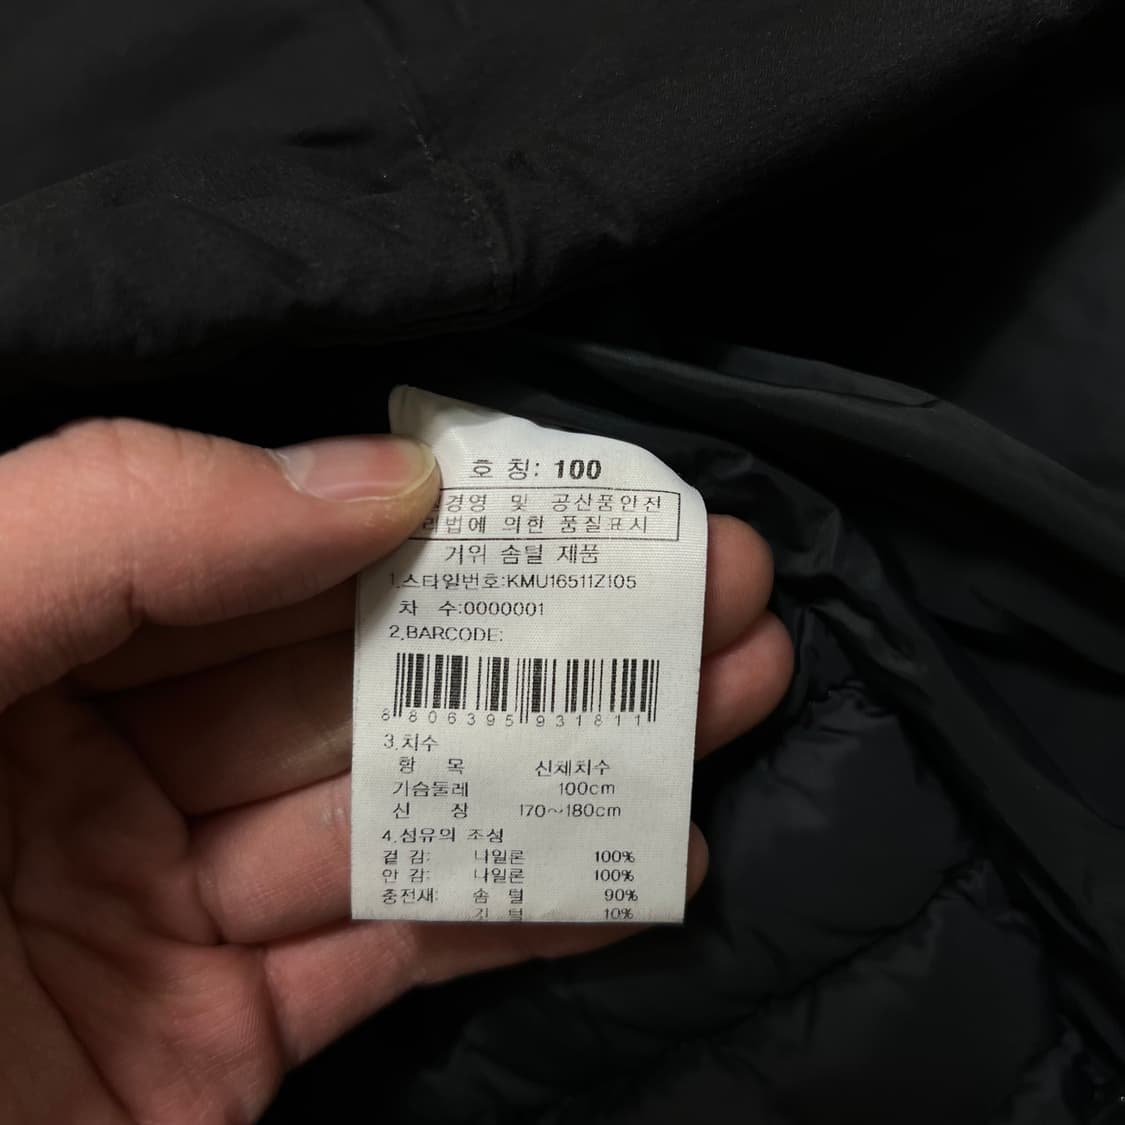 호 칭: 100
경영 및 공산품안전
리법에 의한 품질표시
거위 솜털 제품
1.스타일번호:KMU16511Z105
차 수:0000001
2.BARCODE:
8 806395 931811
3.치수
항 목 신체치수
가슴둘레 100cm
신 장 170~180cm
4.섬유의 조성
겉 감: 나일론 100%
안 감: 나일론 100%
충전새: 솜 털 90%
깃 털 10%